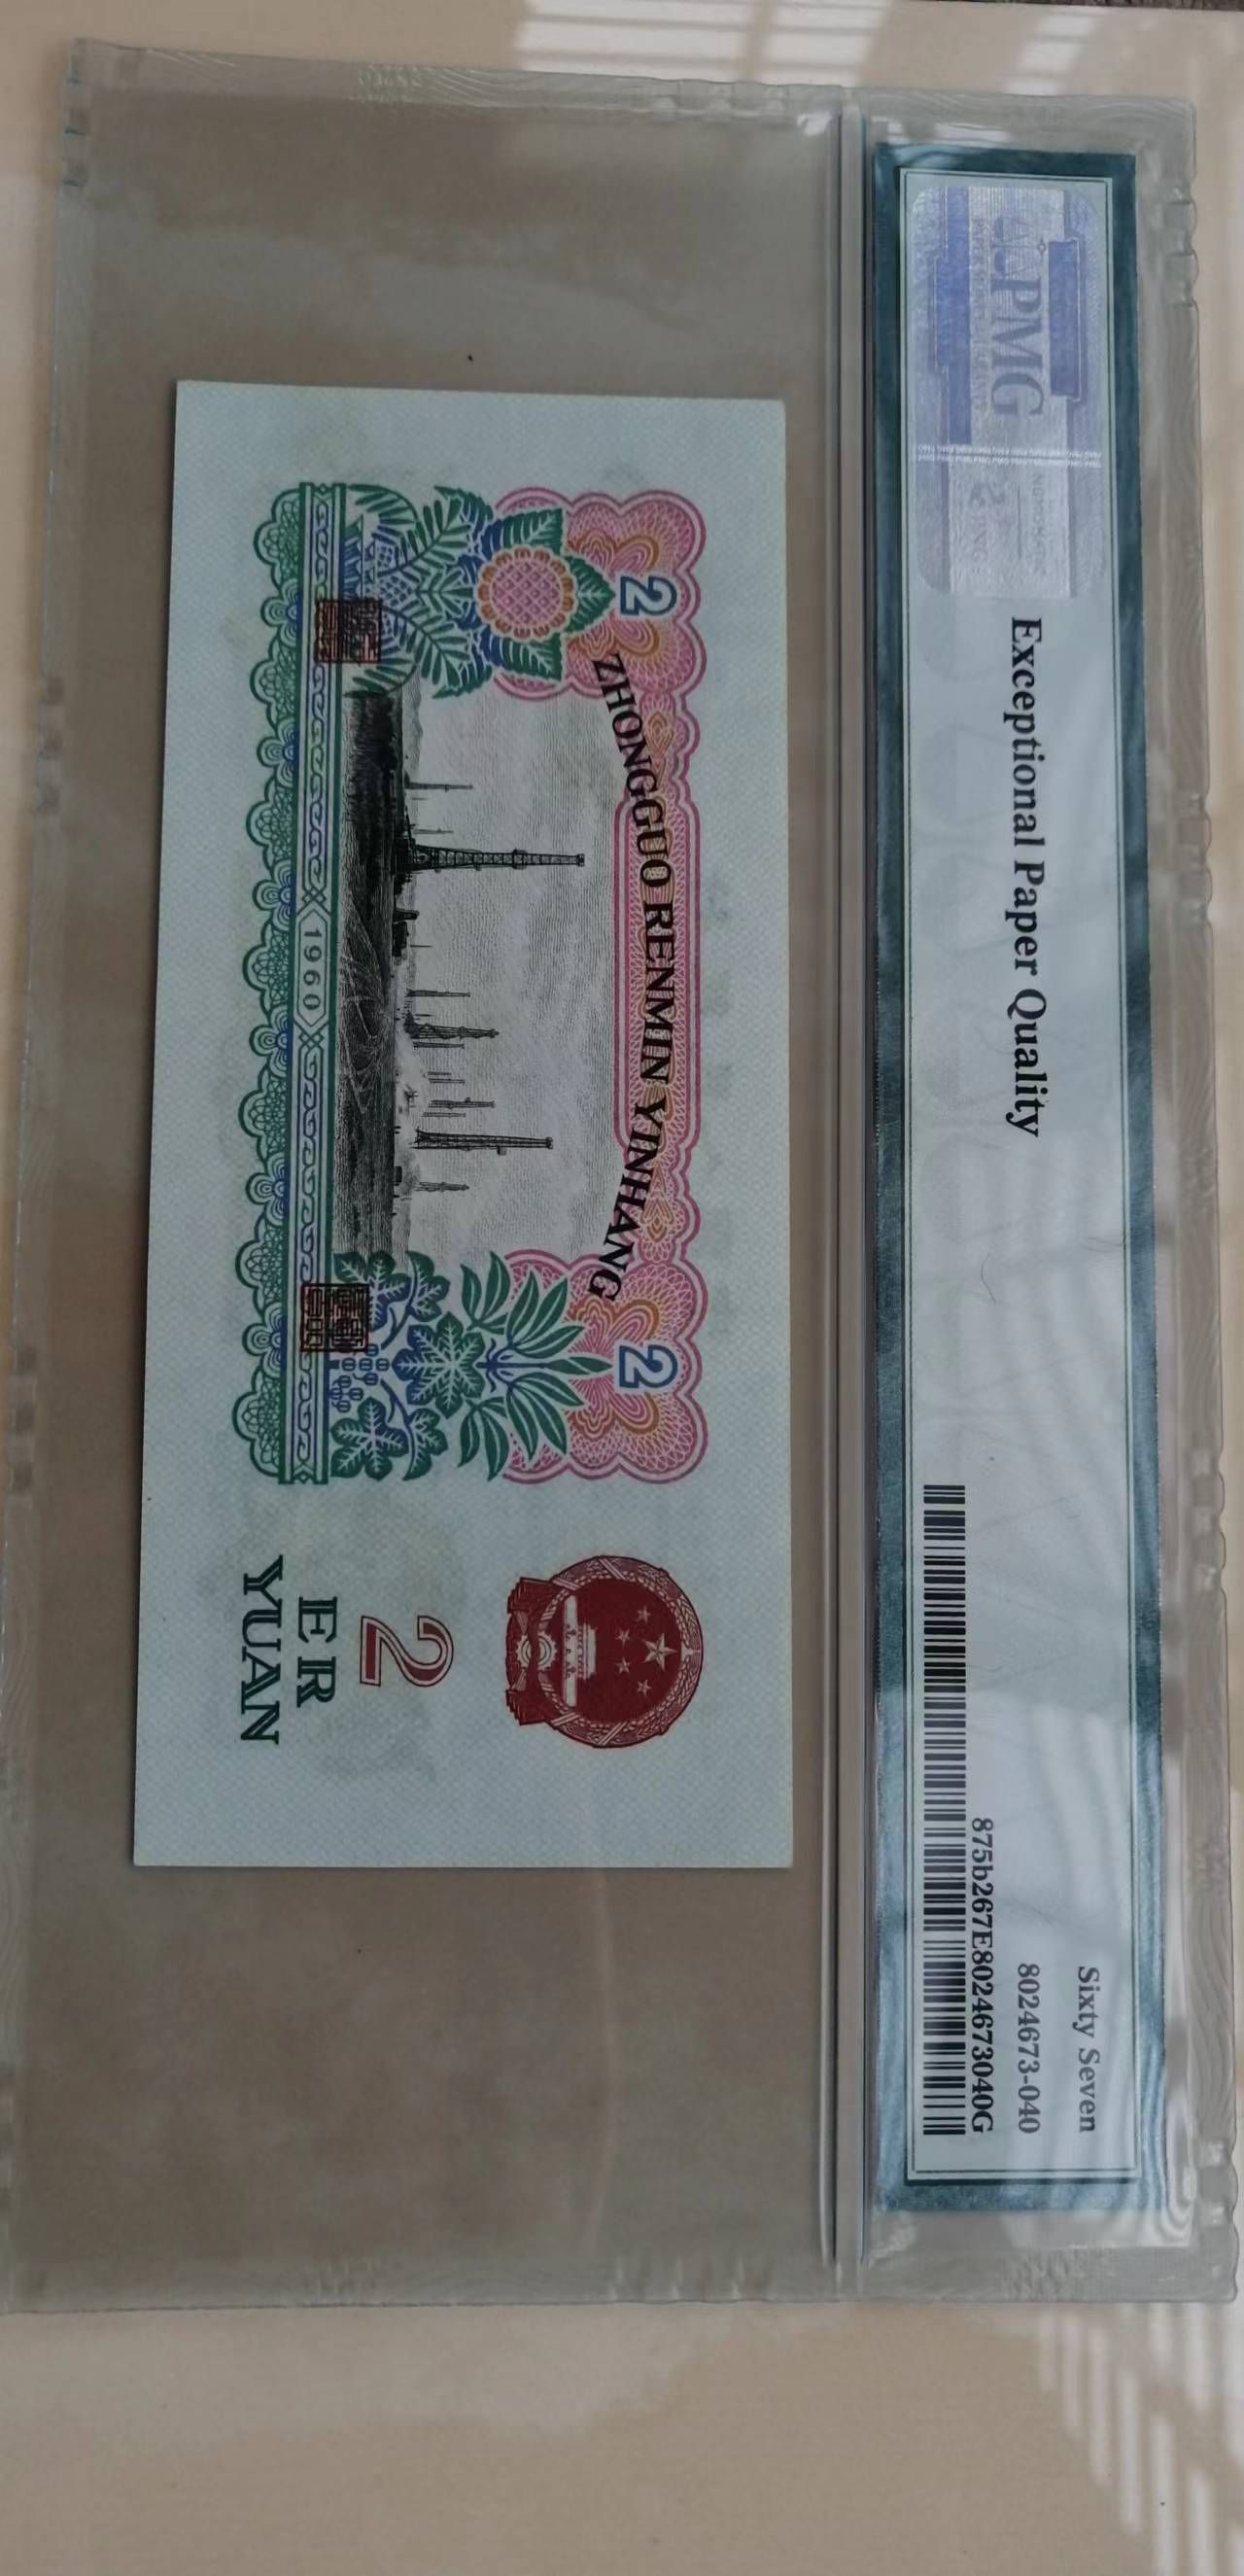 PMG
Exceptional Paper Quality
Sixty Seven
8024673-040
875b267E8024673040G
ZHONGGUO RENMIN YINHANG
2
2
1960
2
ER
YUAN